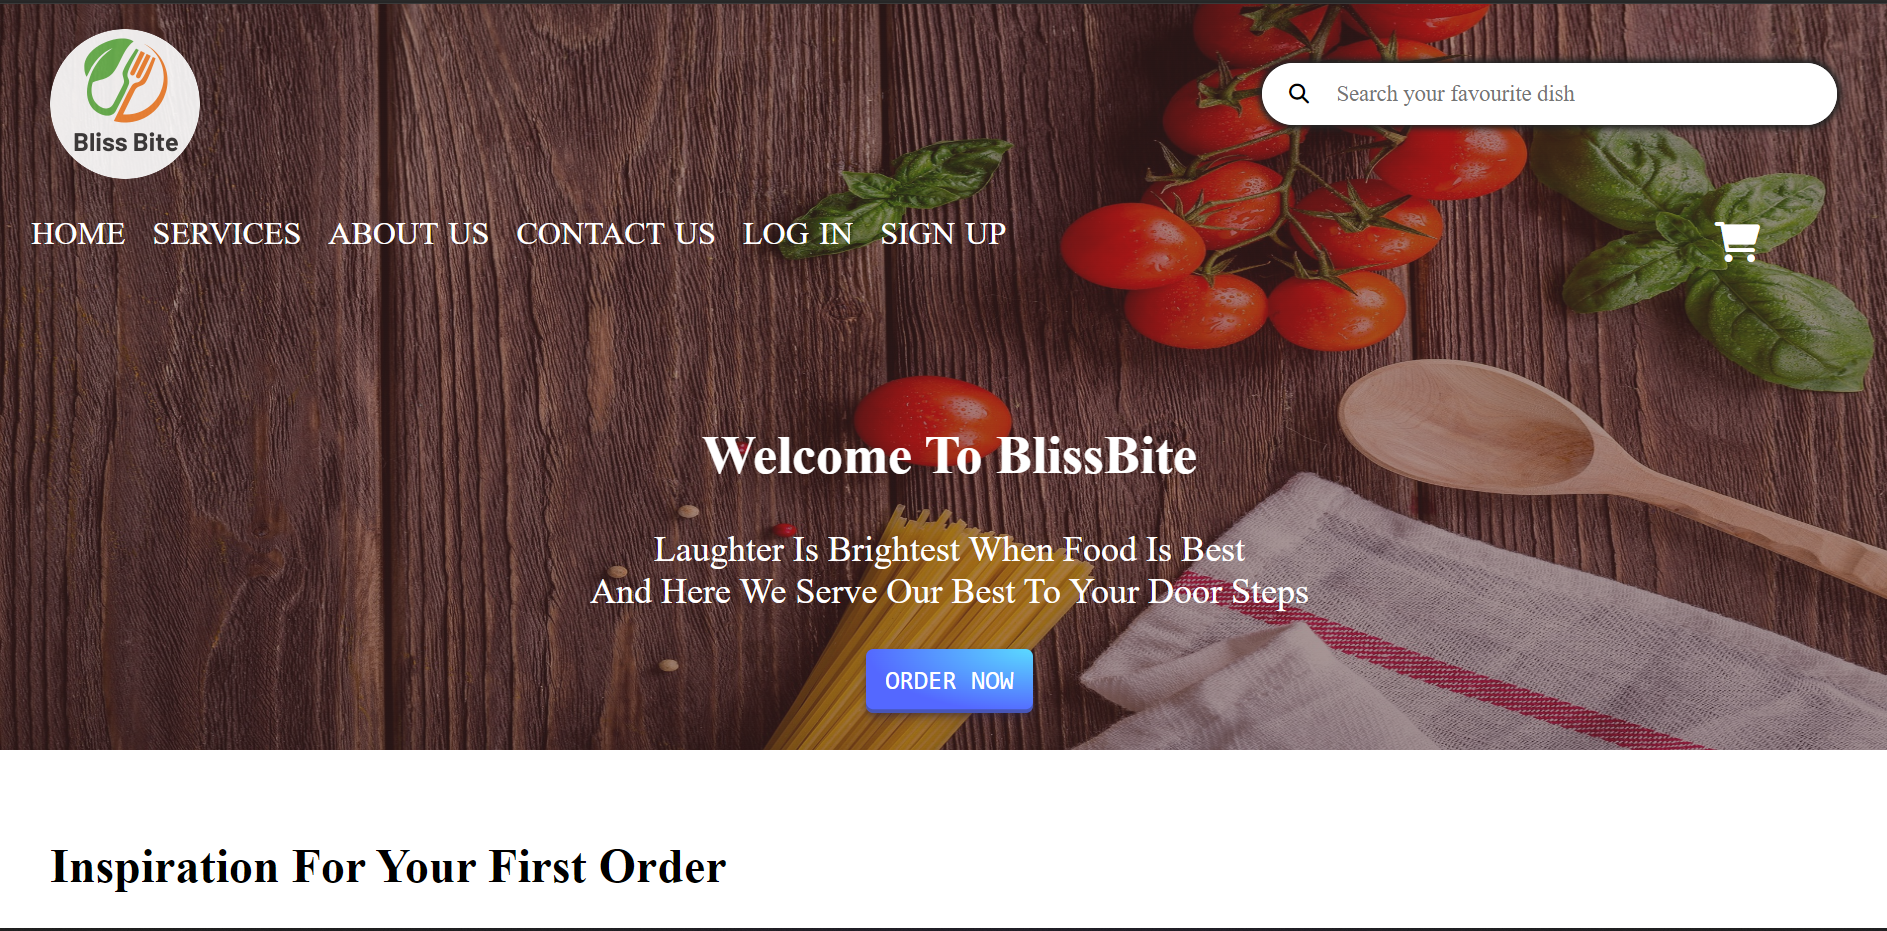 Bliss Bite
Search your favourite dish
HOME SERVICES ABOUT US CONTACT US LOG IN SIGN UP
Welcome To BlissBite
Laughter Is Brightest When Food Is Best
And Here We Serve Our Best To Your Door Steps
ORDER NOW
Inspiration For Your First Order